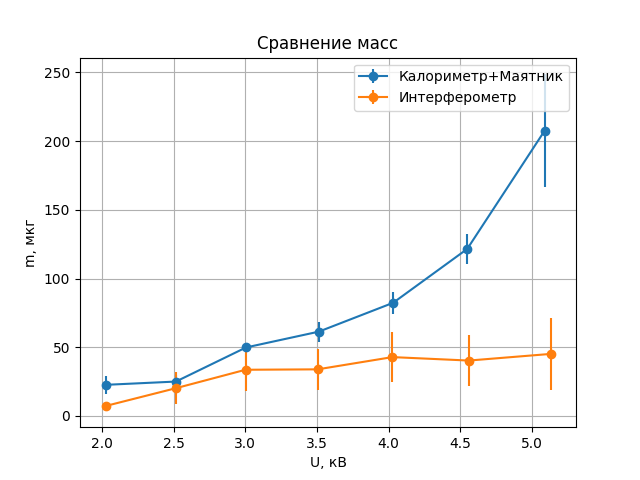 Сравнение масс
Калориметр+Маятник
Интерферометр
250
200
150
100
50
0
m, мкг
2.0 2.5 3.0 3.5 4.0 4.5 5.0
U, кВ